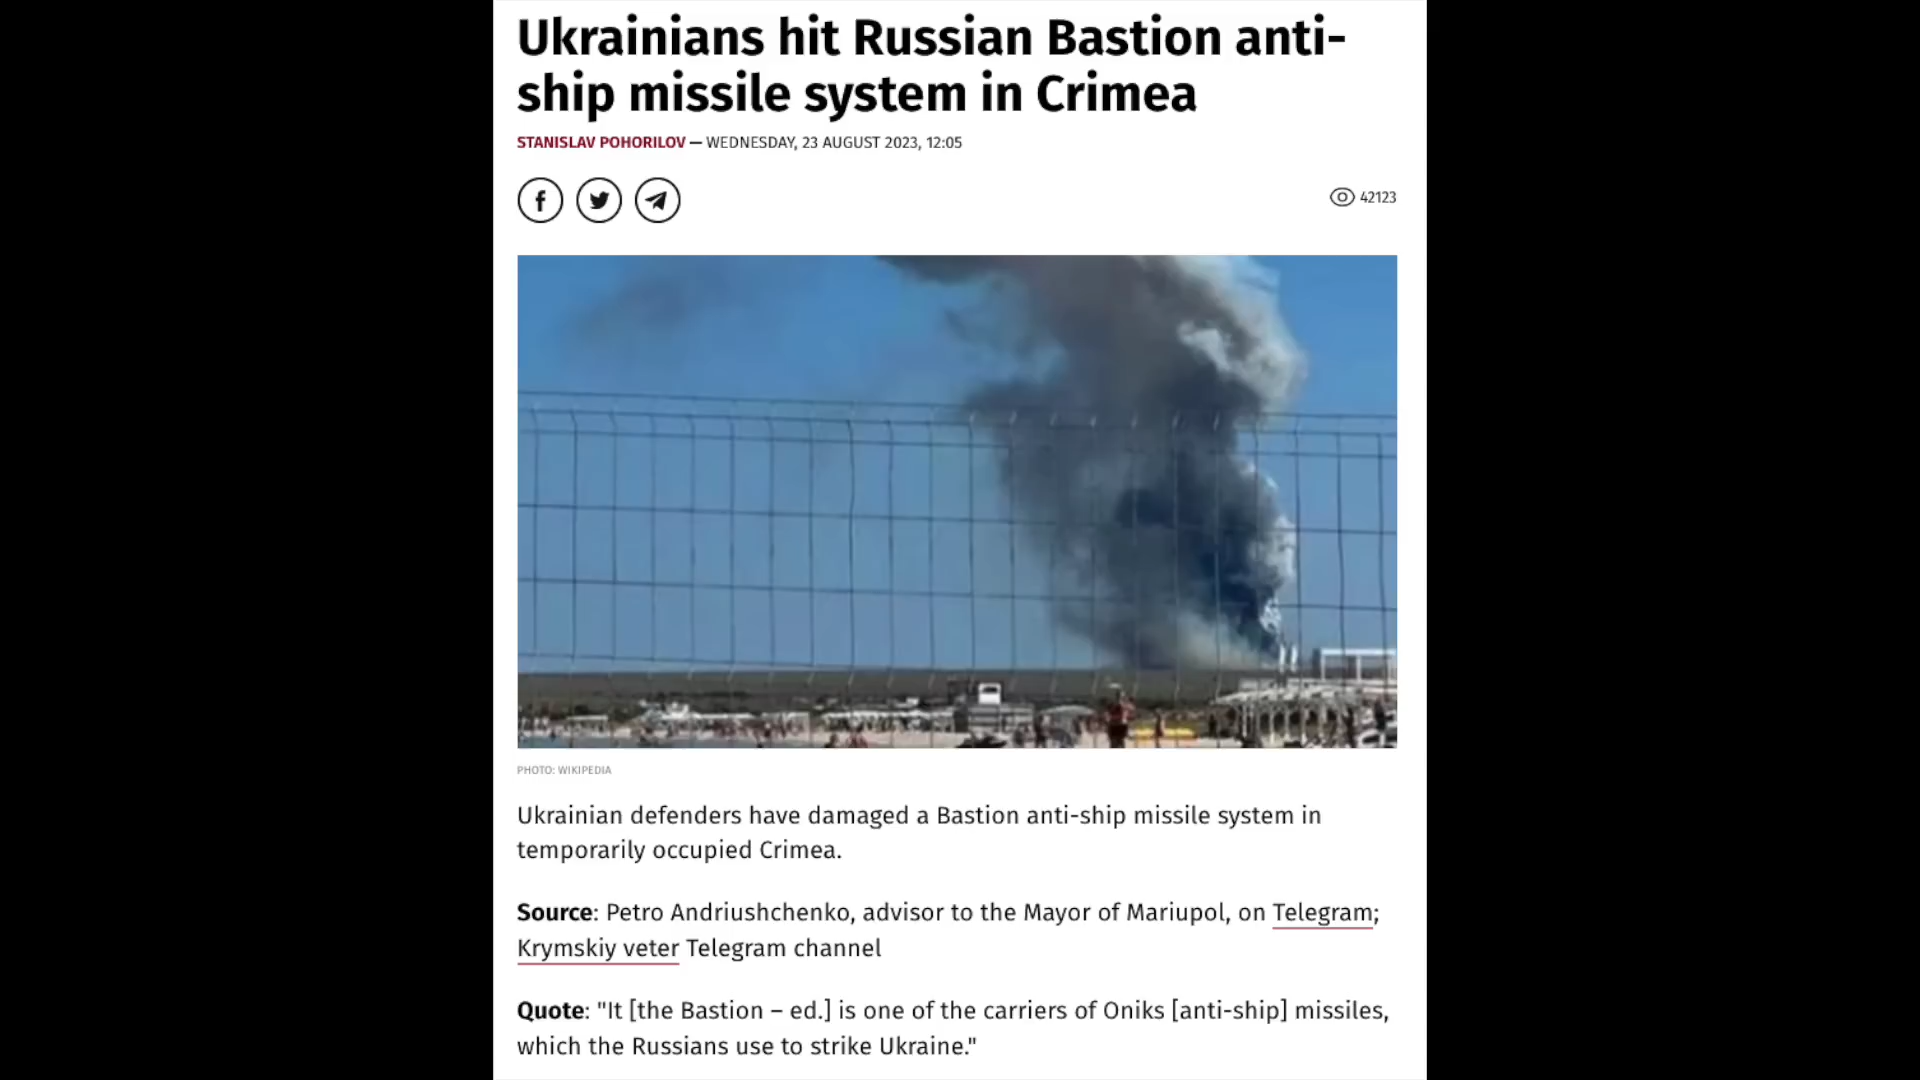 Ukrainians hit Russian Bastion anti-
ship missile system in Crimea
STANISLAV POHORILOV — WEDNESDAY, 23 AUGUST 2023, 12:05
42123
PHOTO: WIKIPEDIA
Ukrainian defenders have damaged a Bastion anti-ship missile system in
temporarily occupied Crimea.
Source: Petro Andriushchenko, advisor to the Mayor of Mariupol, on Telegram;
Krymskiy veter Telegram channel
Quote: "It [the Bastion – ed.] is one of the carriers of Oniks [anti-ship] missiles,
which the Russians use to strike Ukraine."